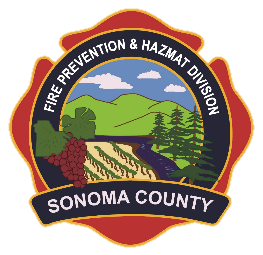 FIRE PREVENTION & HAZMAT DIVISION
SONOMA COUNTY